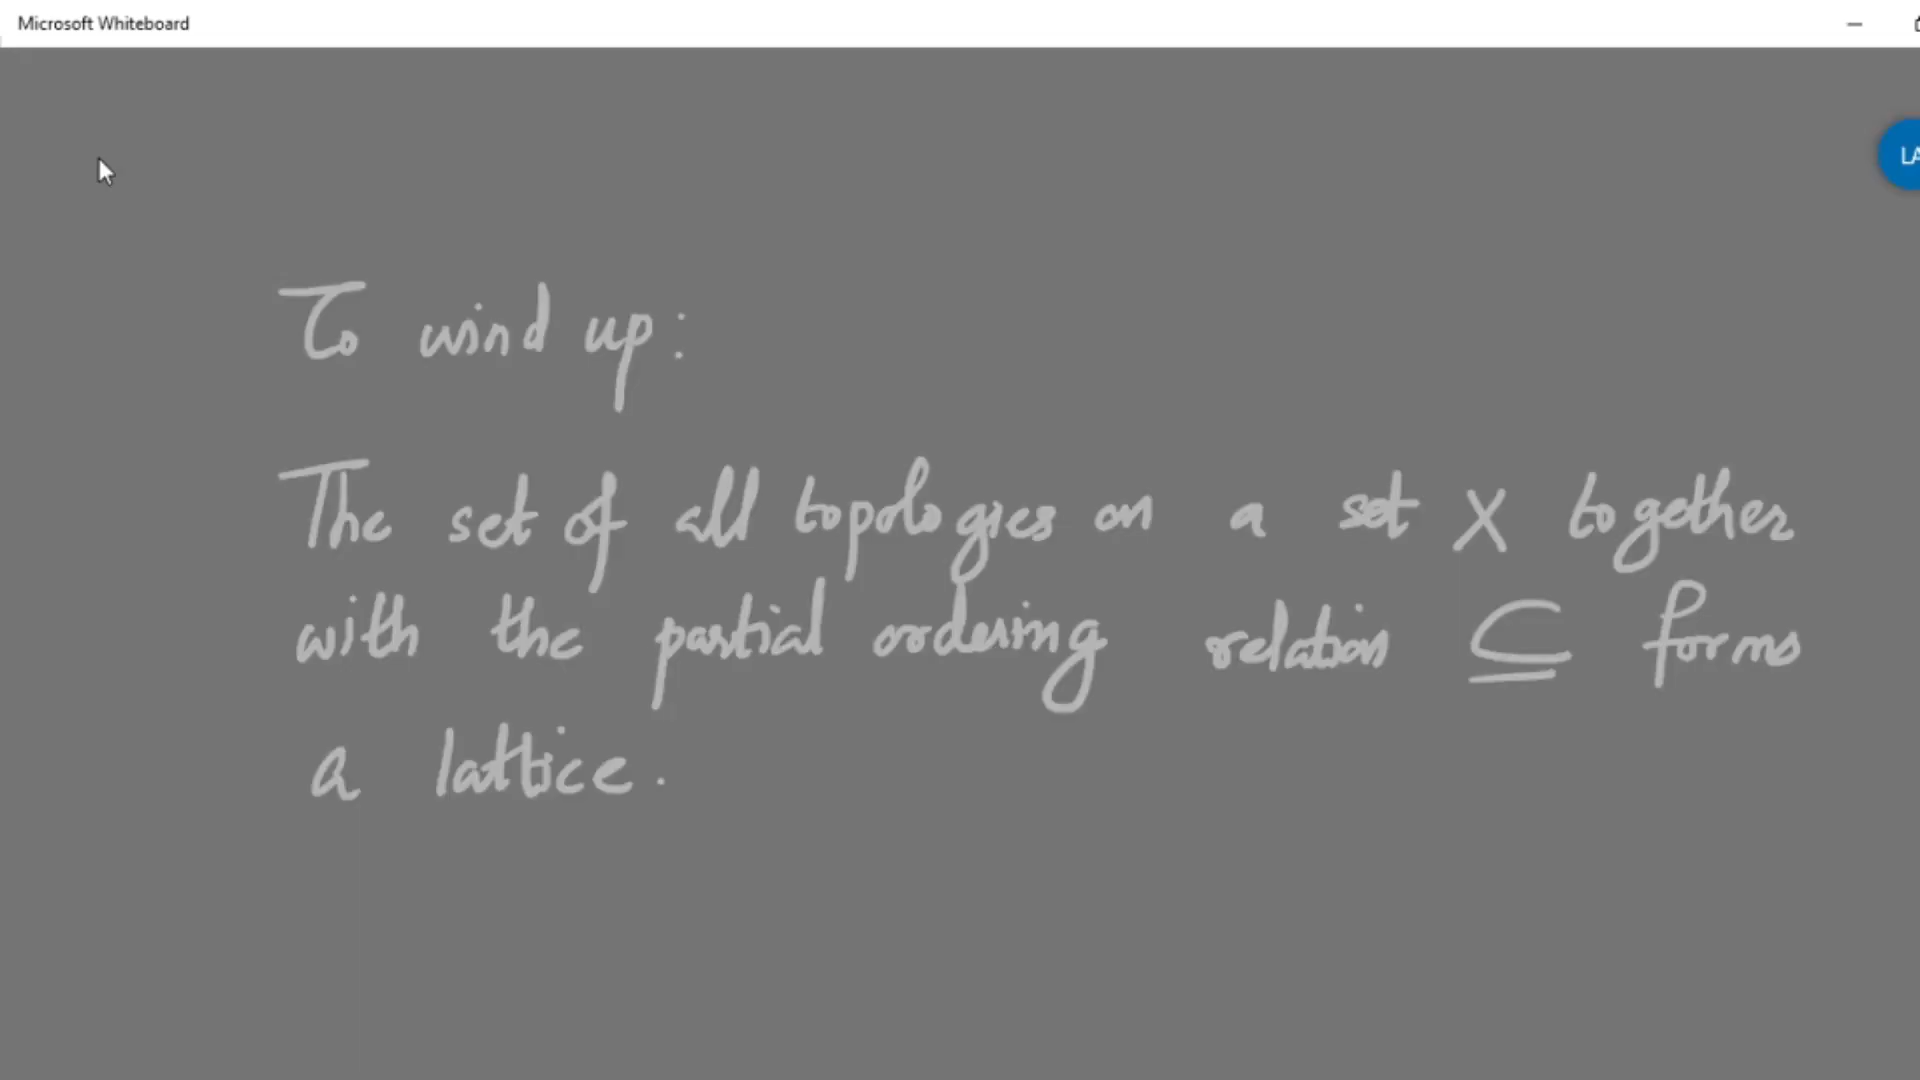 Microsoft Whiteboard
LA
To wind up:
The set of all topologies on a set X together
with the partial ordering relation ⊆ forms
a lattice.